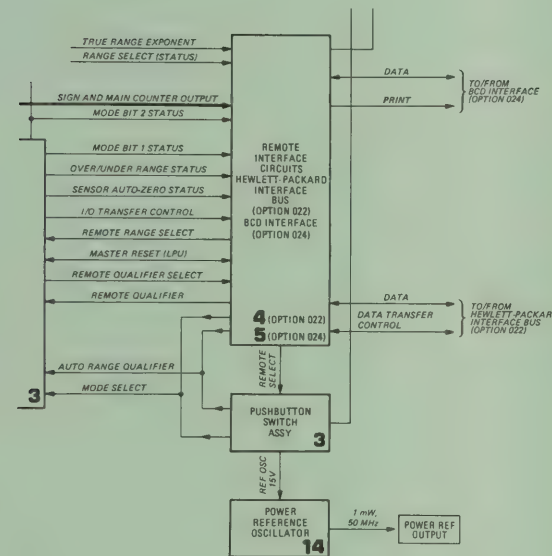 TRUE RANGE EXPONENT
RANGE SELECT (STATUS)
SIGN AND MAIN COUNTER OUTPUT
MODE BIT 2 STATUS
MODE BIT 1 STATUS
OVER/UNDER RANGE STATUS
SENSOR AUTO-ZERO STATUS
I/O TRANSFER CONTROL
REMOTE RANGE SELECT
MASTER RESET (LPU)
REMOTE QUALIFIER SELECT
REMOTE QUALIFIER
AUTO RANGE QUALIFIER
MODE SELECT
3
REMOTE
INTERFACE
CIRCUITS
HEWLETT-PACKARD
INTERFACE
BUS
(OPTION 022)
BCD INTERFACE
(OPTION 024)
4 (OPTION 022)
5 (OPTION 024)
DATA
PRINT
TO/FROM
BCD INTERFACE
(OPTION 024)
DATA
DATA TRANSFER
CONTROL
TO/FROM
HEWLETT-PACKAR
INTERFACE BUS
(OPTION 022)
REMOTE
SELECT
PUSHBUTTON
SWITCH
ASSY
3
REF OSC
15V
POWER
REFERENCE
OSCILLATOR
14
1 mW,
50 MHz
POWER REF
OUTPUT